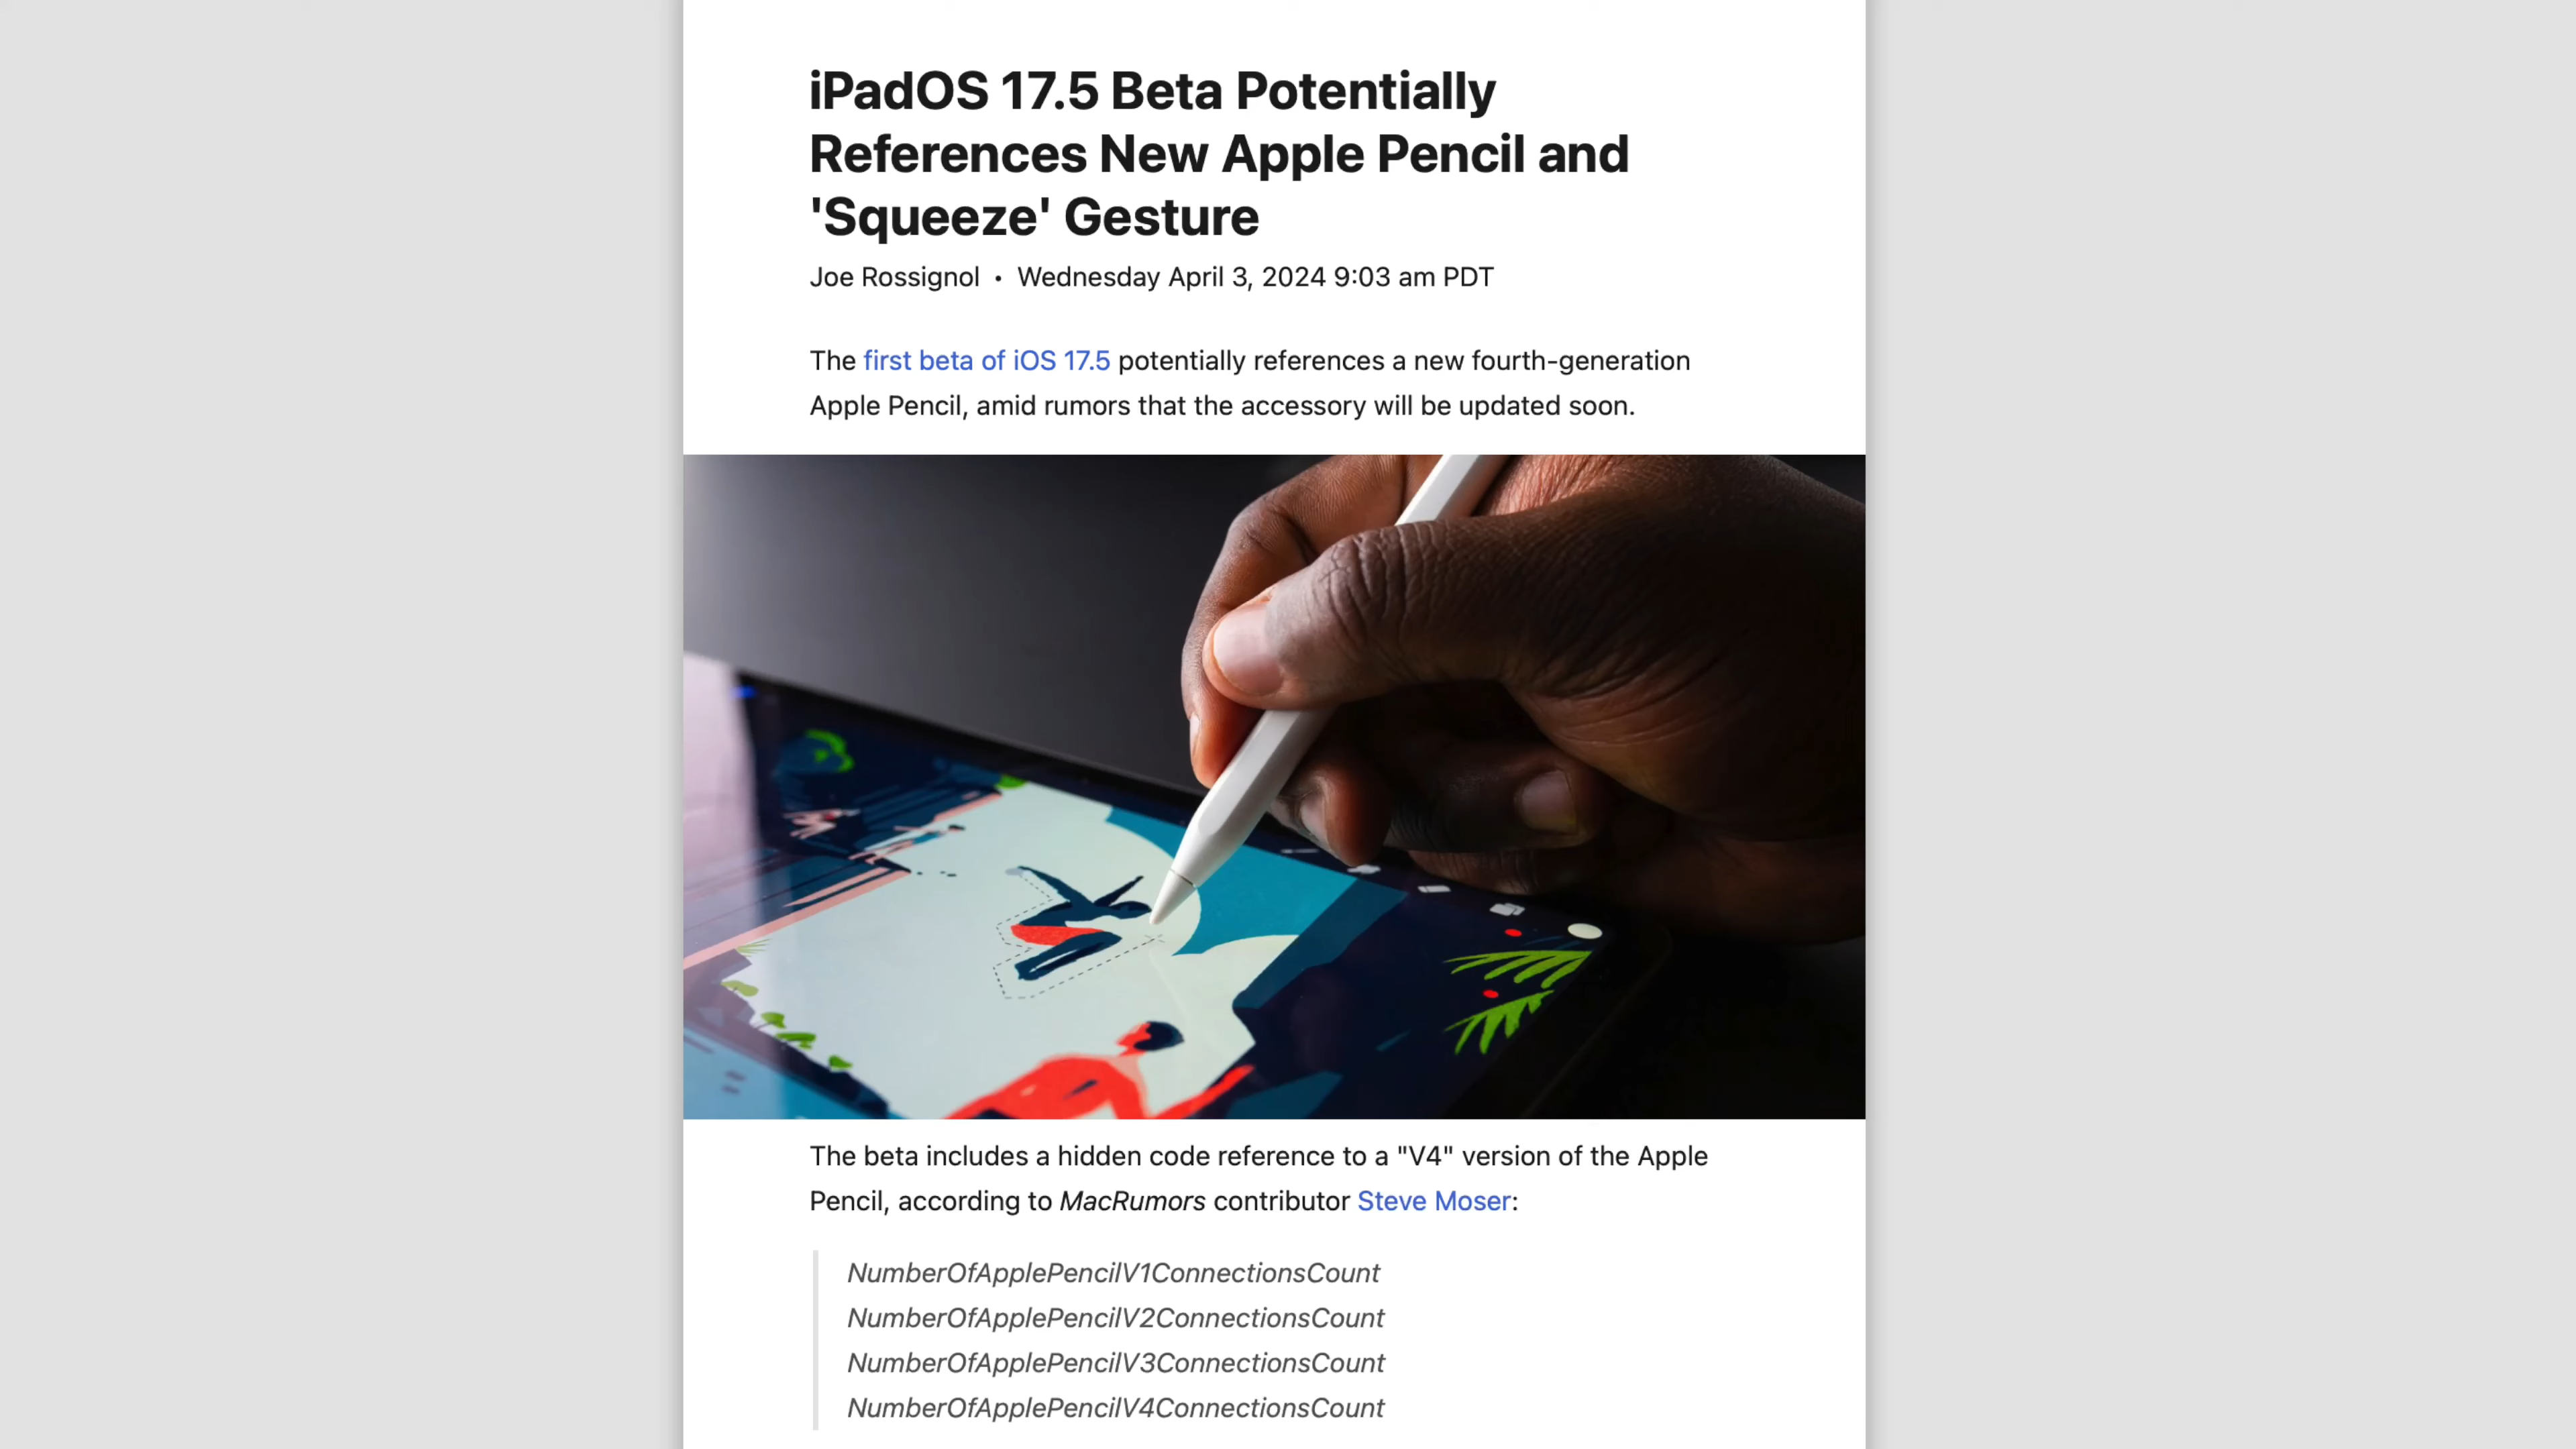 iPadOS 17.5 Beta Potentially
References New Apple Pencil and
'Squeeze' Gesture
Joe Rossignol • Wednesday April 3, 2024 9:03 am PDT
The first beta of iOS 17.5 potentially references a new fourth-generation
Apple Pencil, amid rumors that the accessory will be updated soon.
The beta includes a hidden code reference to a "V4" version of the Apple
Pencil, according to MacRumors contributor Steve Moser:
NumberOfApplePencilV1ConnectionsCount
NumberOfApplePencilV2ConnectionsCount
NumberOfApplePencilV3ConnectionsCount
NumberOfApplePencilV4ConnectionsCount